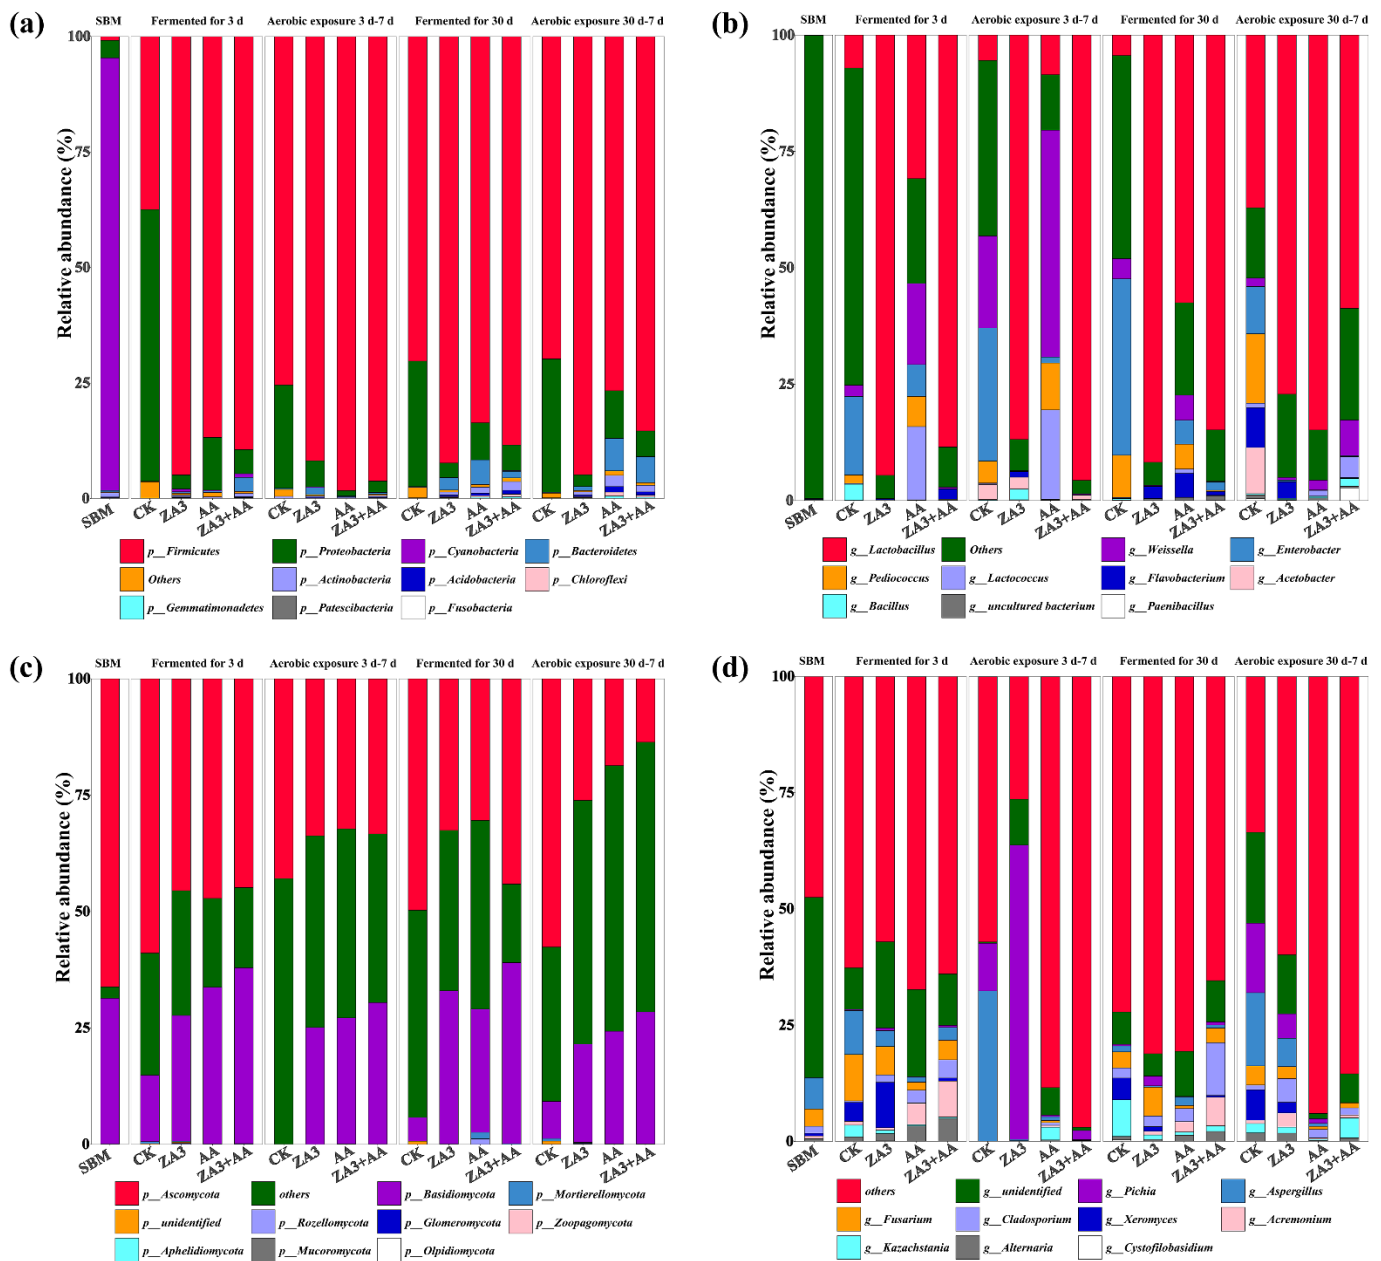 (a)
SBM Fermented for 3 d Aerobic exposure 3 d-7 d Fermented for 30 d Aerobic exposure 30 d-7 d
Relative abundance (%)
100
75
50
25
0
SBM CK ZA3 AA ZA3+AA CK ZA3 AA ZA3+AA CK ZA3 AA ZA3+AA CK ZA3 AA ZA3+AA
p__Firmicutes p__Proteobacteria p__Cyanobacteria p__Bacteroidetes
Others p__Actinobacteria p__Acidobacteria p__Chloroflexi
p__Gemmatimonadetes p__Patescibacteria p__Fusobacteria
(b)
SBM Fermented for 3 d Aerobic exposure 3 d-7 d Fermented for 30 d Aerobic exposure 30 d-7 d
Relative abundance (%)
100
75
50
25
0
SBM CK ZA3 AA ZA3+AA CK ZA3 AA ZA3+AA CK ZA3 AA ZA3+AA CK ZA3 AA ZA3+AA
g__Lactobacillus Others g__Weissella g__Enterobacter
g__Pediococcus g__Lactococcus g__Flavobacterium g__Acetobacter
g__Bacillus g__uncultured bacterium g__Paenibacillus
(c)
SBM Fermented for 3 d Aerobic exposure 3 d-7 d Fermented for 30 d Aerobic exposure 30 d-7 d
Relative abundance (%)
100
75
50
25
0
SBM CK ZA3 AA ZA3+AA CK ZA3 AA ZA3+AA CK ZA3 AA ZA3+AA CK ZA3 AA ZA3+AA
p__Ascomycota others p__Basidiomycota p__Mortierellomycota
p__unidentified p__Rozellomycota p__Glomeromycota p__Zoopagomycota
p__Aphelidiomycota p__Mucoromycota p__Olpidiomycota
(d)
SBM Fermented for 3 d Aerobic exposure 3 d-7 d Fermented for 30 d Aerobic exposure 30 d-7 d
Relative abundance (%)
100
75
50
25
0
SBM CK ZA3 AA ZA3+AA CK ZA3 AA ZA3+AA CK ZA3 AA ZA3+AA CK ZA3 AA ZA3+AA
others g__unidentified g__Pichia g__Aspergillus
g__Fusarium g__Cladosporium g__Xeromyces g__Acremonium
g__Kazachstania g__Alternaria g__Cystofilobasidium